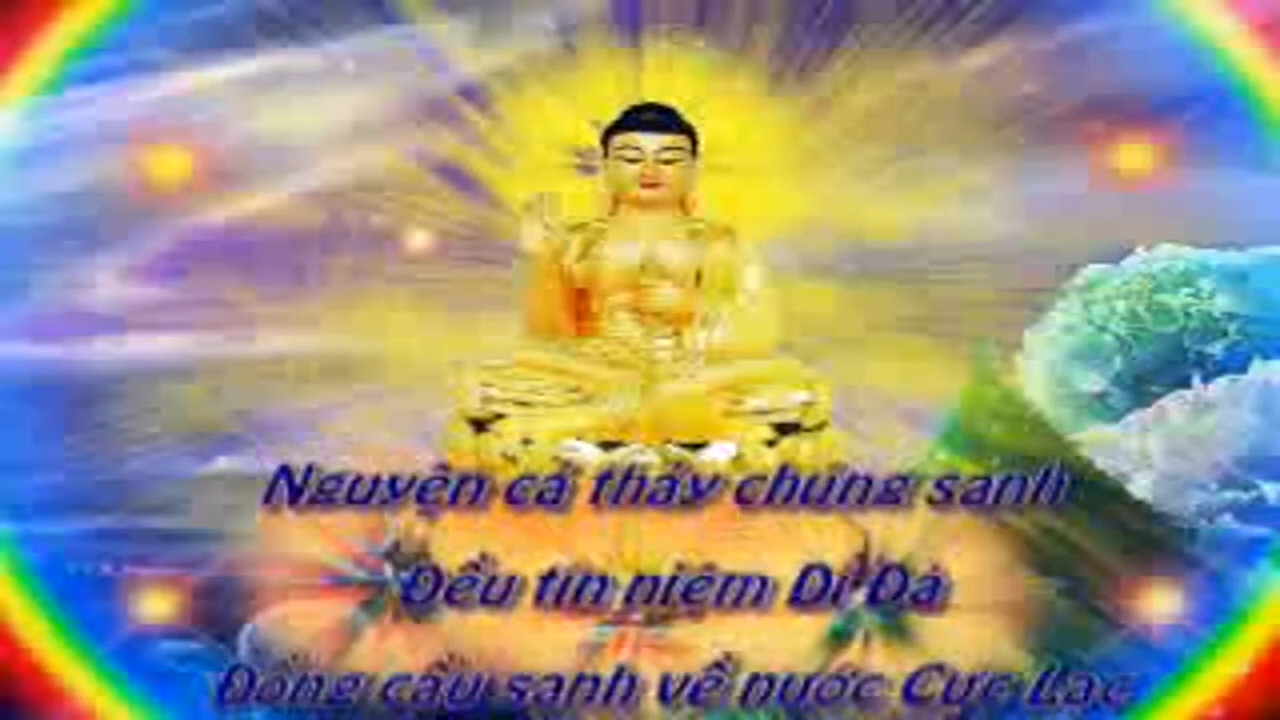 Nguyện cả thảy chúng sanh
Đều tin niệm Di Đà
Đồng cầu sanh về nước Cực Lạc